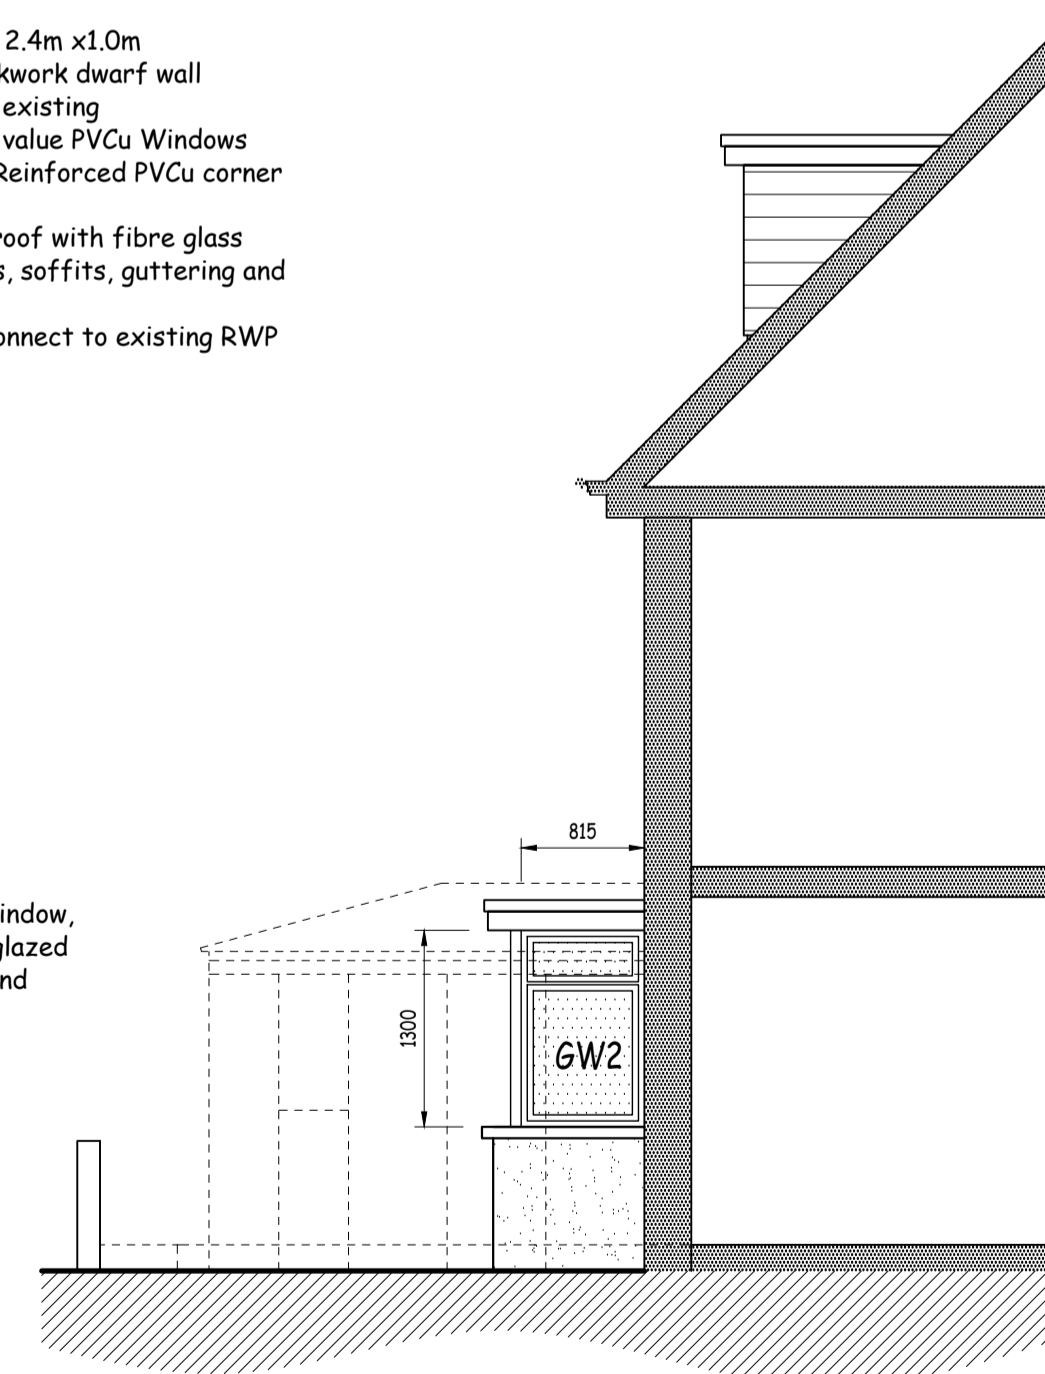 2.4m x1.0m
kwork dwarf wall
existing
value PVCu Windows
Reinforced PVCu corner
roof with fibre glass
s, soffits, guttering and
onnect to existing RWP
815
indow,
glazed
nd
1300
GW2